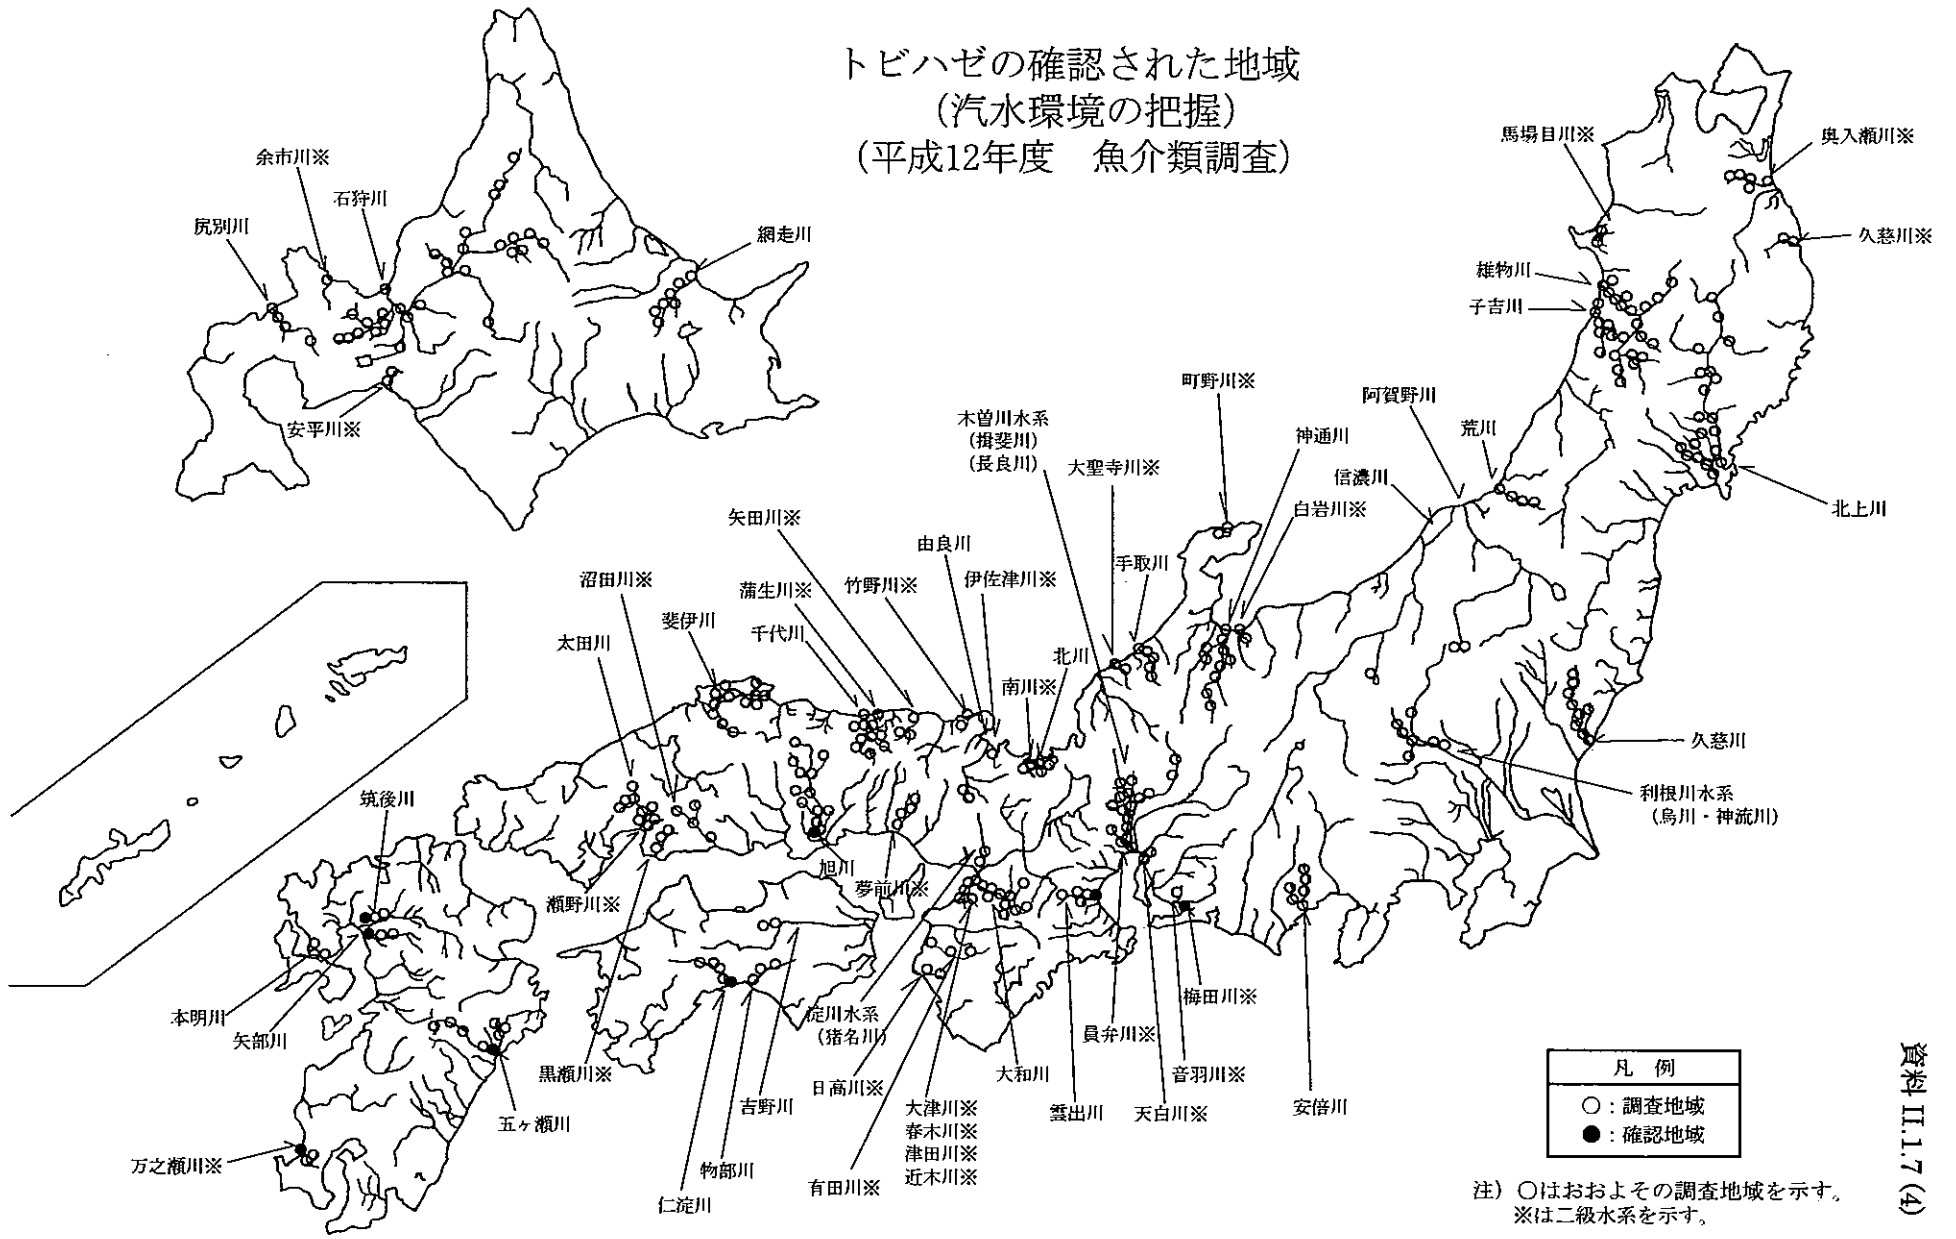 トビハゼの確認された地域
(汽水環境の把握)
(平成12年度 魚介類調査)
余市川※
石狩川
尻別川
網走川
安平川※
馬場目川※
奥入瀬川※
久慈川※
雄物川
子吉川
町野川※
阿賀野川
荒川
木曽川水系
(揖斐川)
(長良川)
神通川
大聖寺川※
信濃川
白岩川※
北上川
矢田川※
由良川
手取川
沼田川※
蒲生川※
竹野川※
伊佐津川※
斐伊川
千代川
太田川
北川
南川※
久慈川
利根川水系
(烏川・神流川)
筑後川
旭川
夢前川※
瀬野川※
本明川
矢部川
黒瀬川※
五ヶ瀬川
万之瀬川※
仁淀川
物部川
吉野川
淀川水系
(猪名川)
日高川※
有田川※
大津川※
春木川※
津田川※
近木川※
大和川
雲出川
員弁川※
天白川※
音羽川※
梅田川※
安倍川
凡 例
○：調査地域
●：確認地域
注) ○はおおよその調査地域を示す。
※は二級水系を示す。
資料 II.1.7 (4)